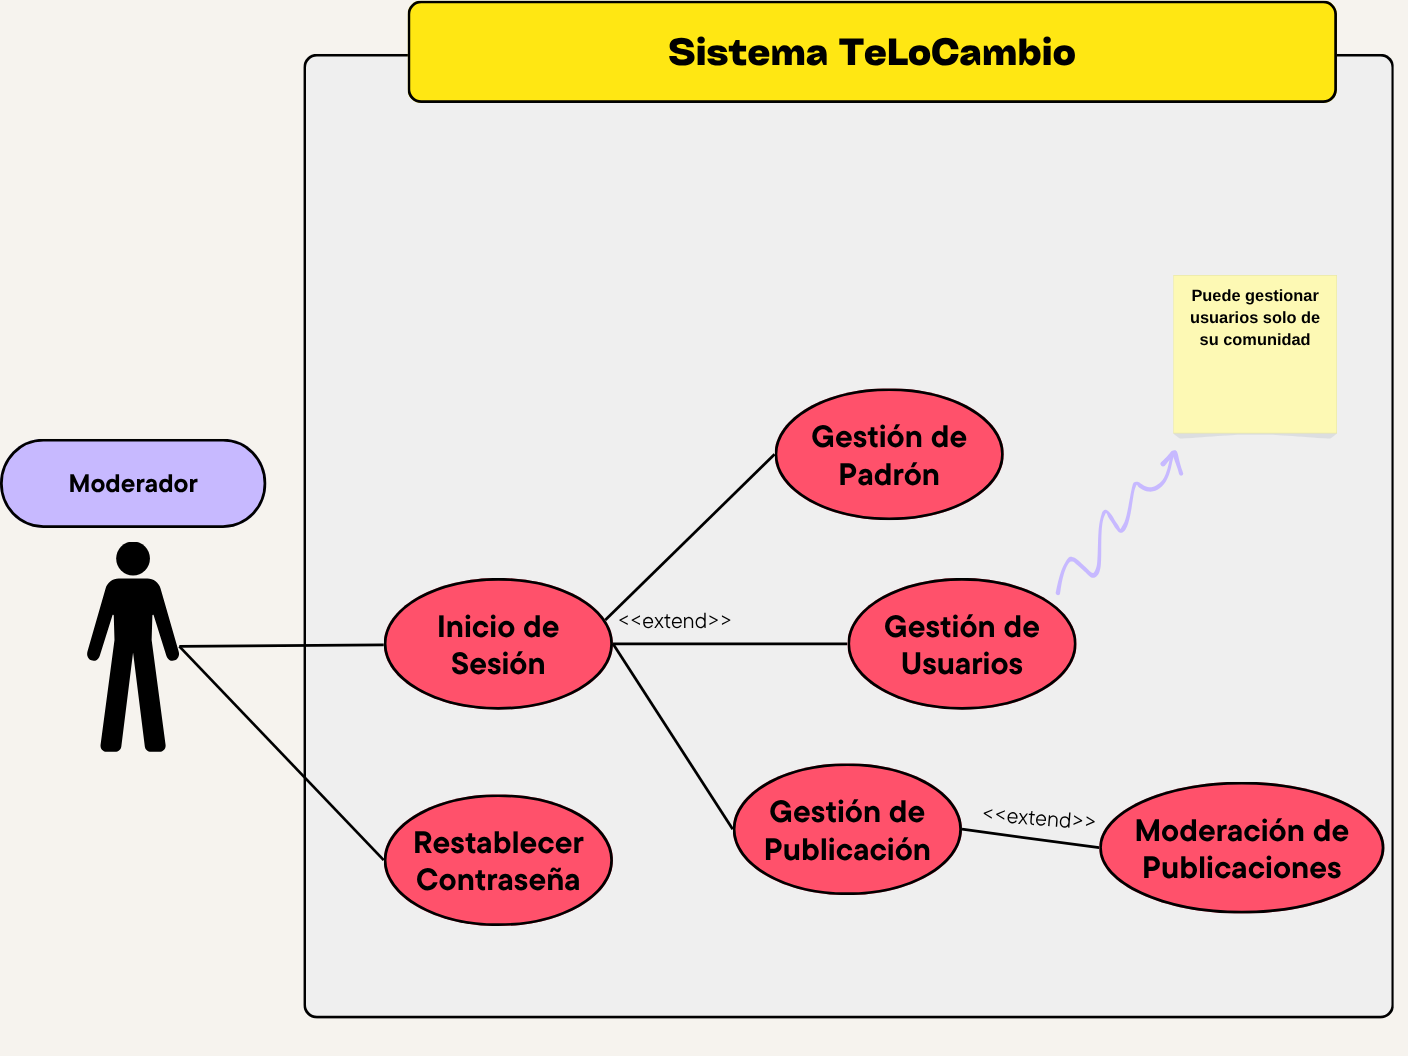 Sistema TeLoCambio
Puede gestionar
usuarios solo de
su comunidad
Gestión de
Padrón
Moderador
Inicio de
Sesión
<<extend>>
Gestión de
Usuarios
Gestión de
Publicación
<<extend>>
Moderación de
Publicaciones
Restablecer
Contraseña